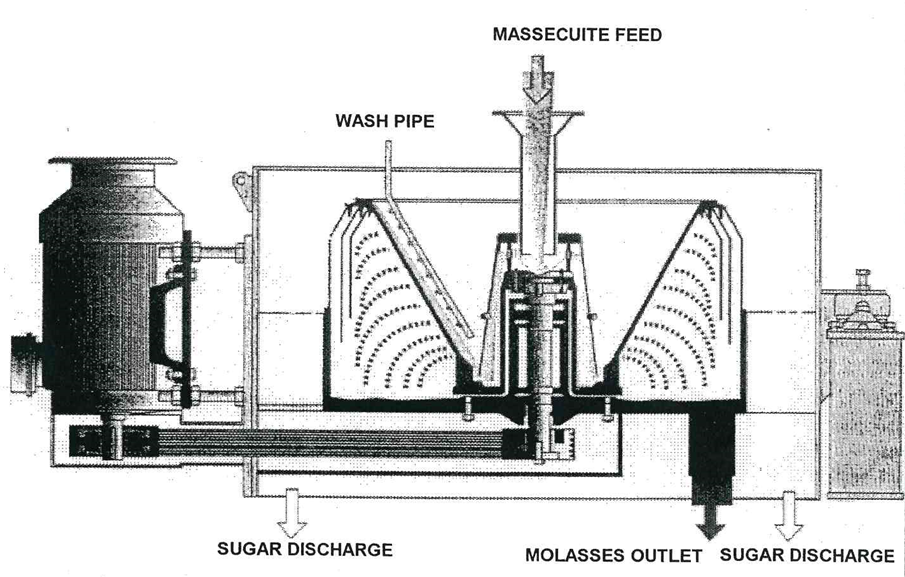 MASSECUITE FEED
WASH PIPE
SUGAR DISCHARGE
MOLASSES OUTLET
SUGAR DISCHARGE